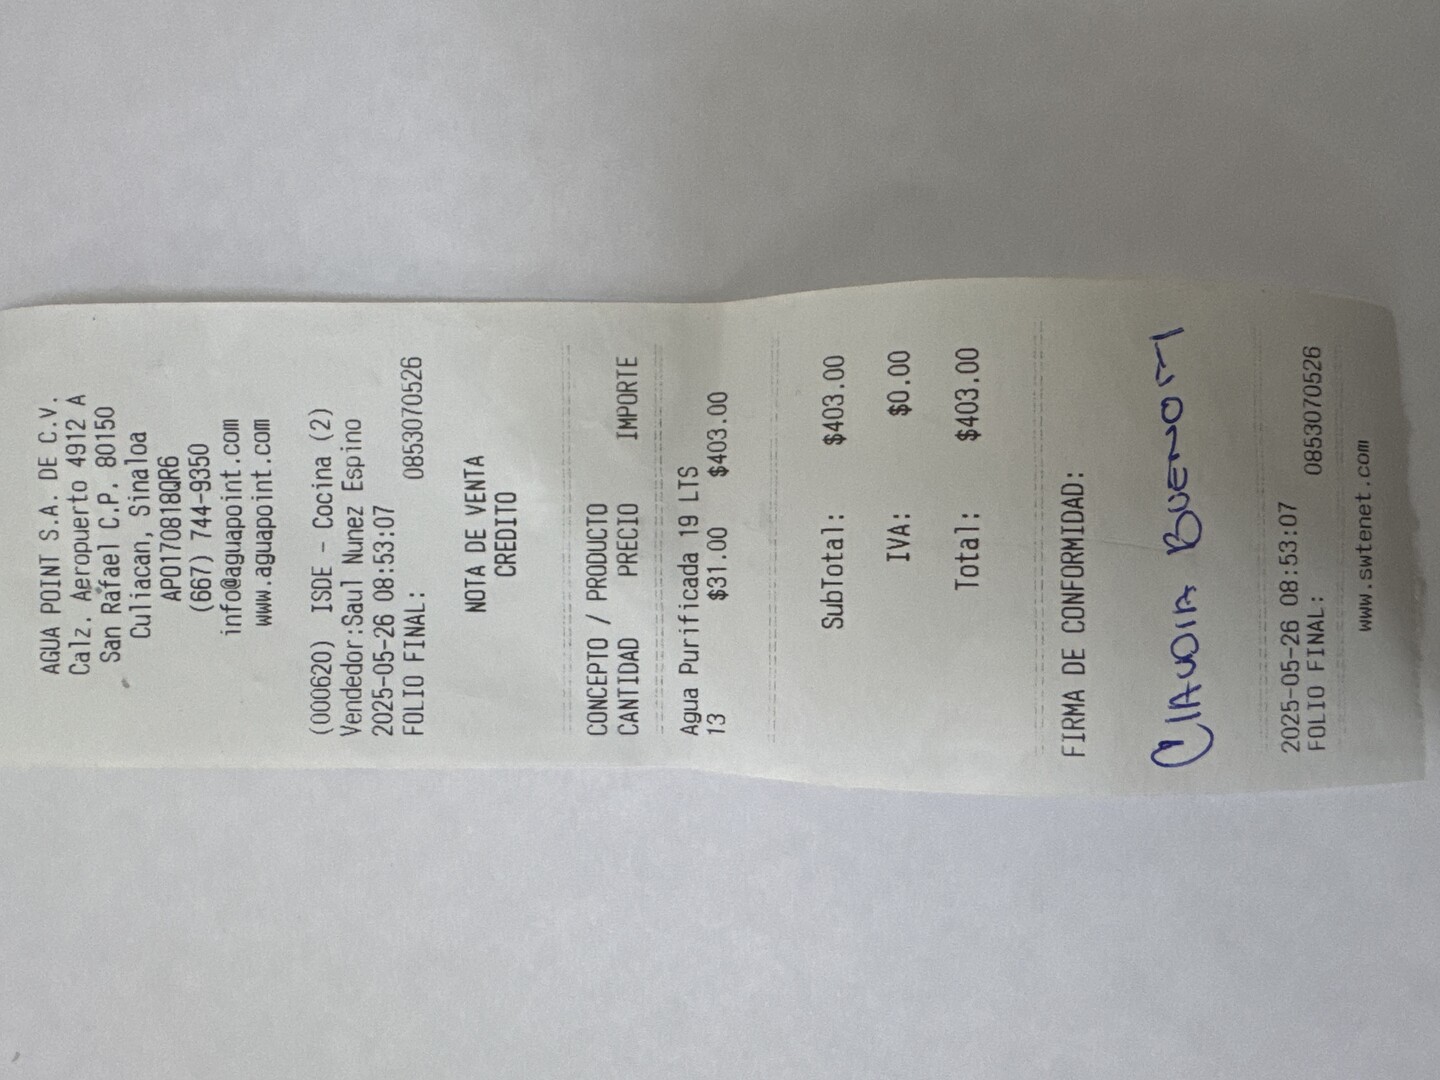 AGUA POINT S.A. DE C.V.
Calz. Aeropuerto 4912 A
San Rafael C.P. 80150
Culiacan, Sinaloa
APO170818QR6
(667) 744-9350
info@aguapoint.com
www.aguapoint.com
(000620) ISDE - Cocina (2)
Vendedor:Saul Nunez Espino
2025-05-26 08:53:07
FOLIO FINAL: 0853070526
NOTA DE VENTA
CREDITO
CONCEPTO / PRODUCTO
CANTIDAD PRECIO IMPORTE
Agua Purificada 19 LTS
13 $31.00 $403.00
SubTotal: $403.00
IVA: $0.00
Total: $403.00
FIRMA DE CONFORMIDAD:
Claudia Bueno M
2025-05-26 08:53:07
FOLIO FINAL: 0853070526
www.swtenet.com